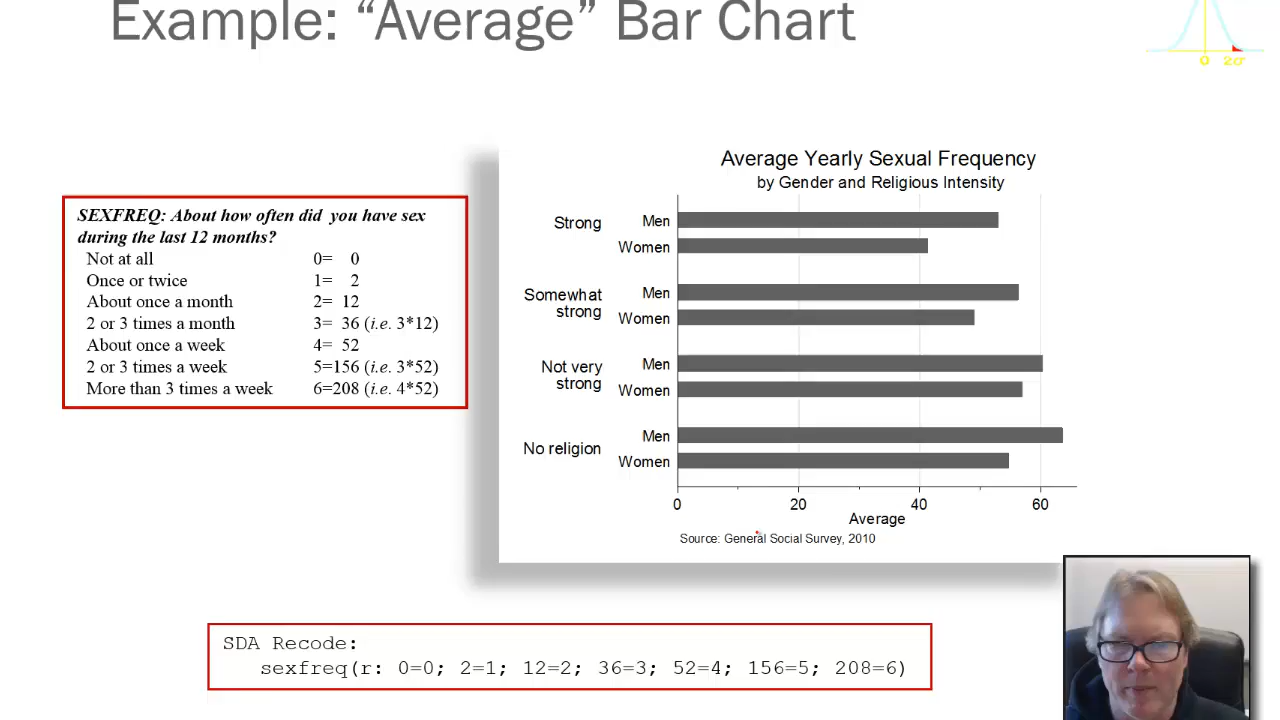 Example: “Average” Bar Chart
0 2σ
SEXFREQ: About how often did you have sex
during the last 12 months?
Not at all 0= 0
Once or twice 1= 2
About once a month 2= 12
2 or 3 times a month 3= 36 (i.e. 3*12)
About once a week 4= 52
2 or 3 times a week 5=156 (i.e. 3*52)
More than 3 times a week 6=208 (i.e. 4*52)
Average Yearly Sexual Frequency
by Gender and Religious Intensity
Strong
Men
Women
Somewhat
strong
Men
Women
Not very
strong
Men
Women
No religion
Men
Women
0 20 40 60
Average
Source: General Social Survey, 2010
SDA Recode:
sexfreq(r: 0=0; 2=1; 12=2; 36=3; 52=4; 156=5; 208=6)